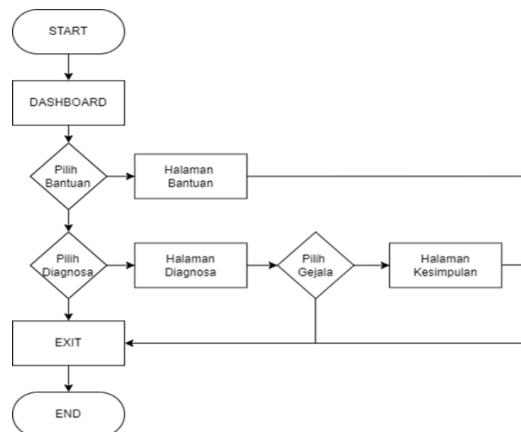 START
DASHBOARD
Pilih
Bantuan
Halaman
Bantuan
Pilih
Diagnosa
Halaman
Diagnosa
Pilih
Gejala
Halaman
Kesimpulan
EXIT
END